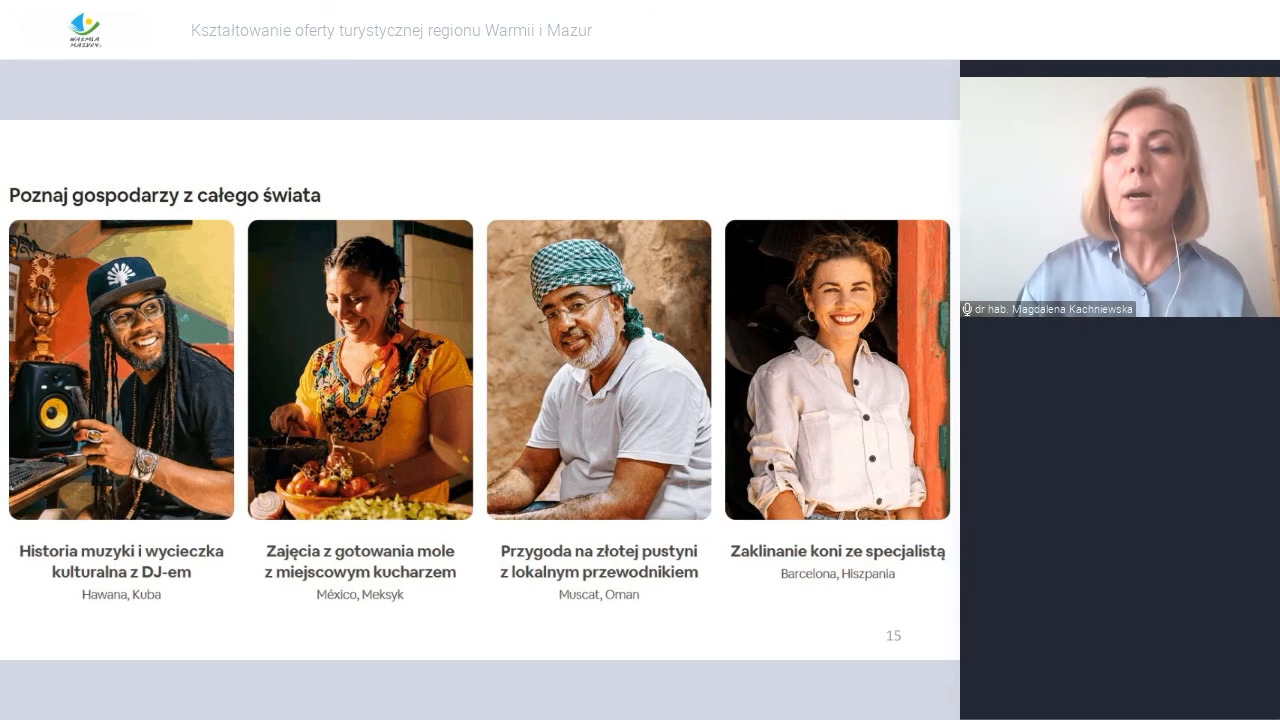 WARMIA
MAZURY
Kształtowanie oferty turystycznej regionu Warmii i Mazur
Poznaj gospodarzy z całego świata
Historia muzyki i wycieczka
kulturalna z DJ-em
Hawana, Kuba
Zajęcia z gotowania mole
z miejscowym kucharzem
México, Meksyk
Przygoda na złotej pustyni
z lokalnym przewodnikiem
Muscat, Oman
Zaklinanie koni ze specjalistą
Barcelona, Hiszpania
15
dr hab. Magdalena Kachniewska